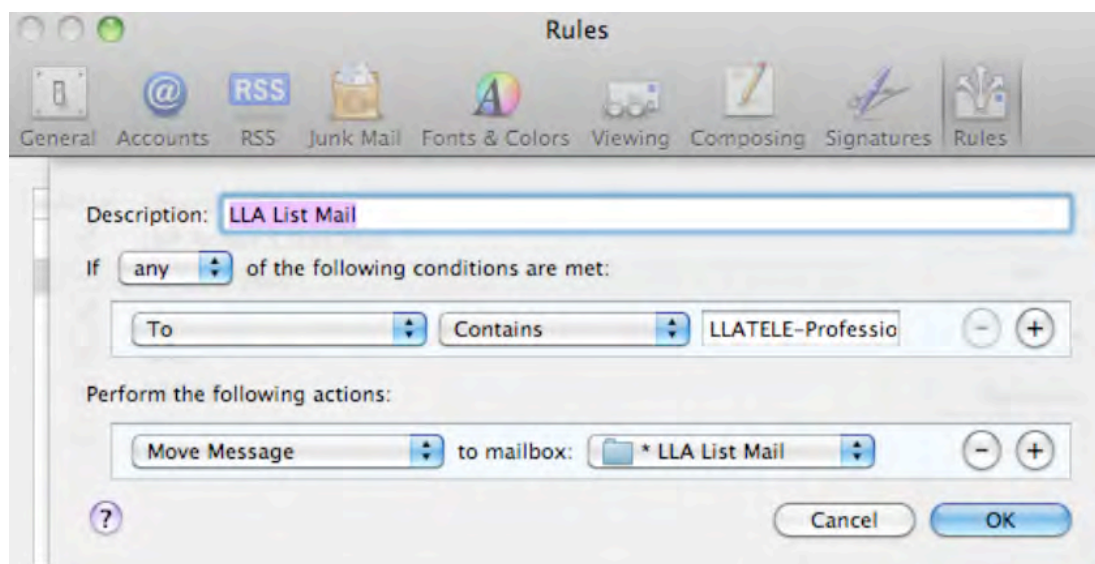 Rules
@ RSS A
General Accounts RSS Junk Mail Fonts & Colors Viewing Composing Signatures Rules
Description: LLA List Mail
If any of the following conditions are met:
To Contains LLATELE-Professio - +
Perform the following actions:
Move Message to mailbox: * LLA List Mail - +
? Cancel OK